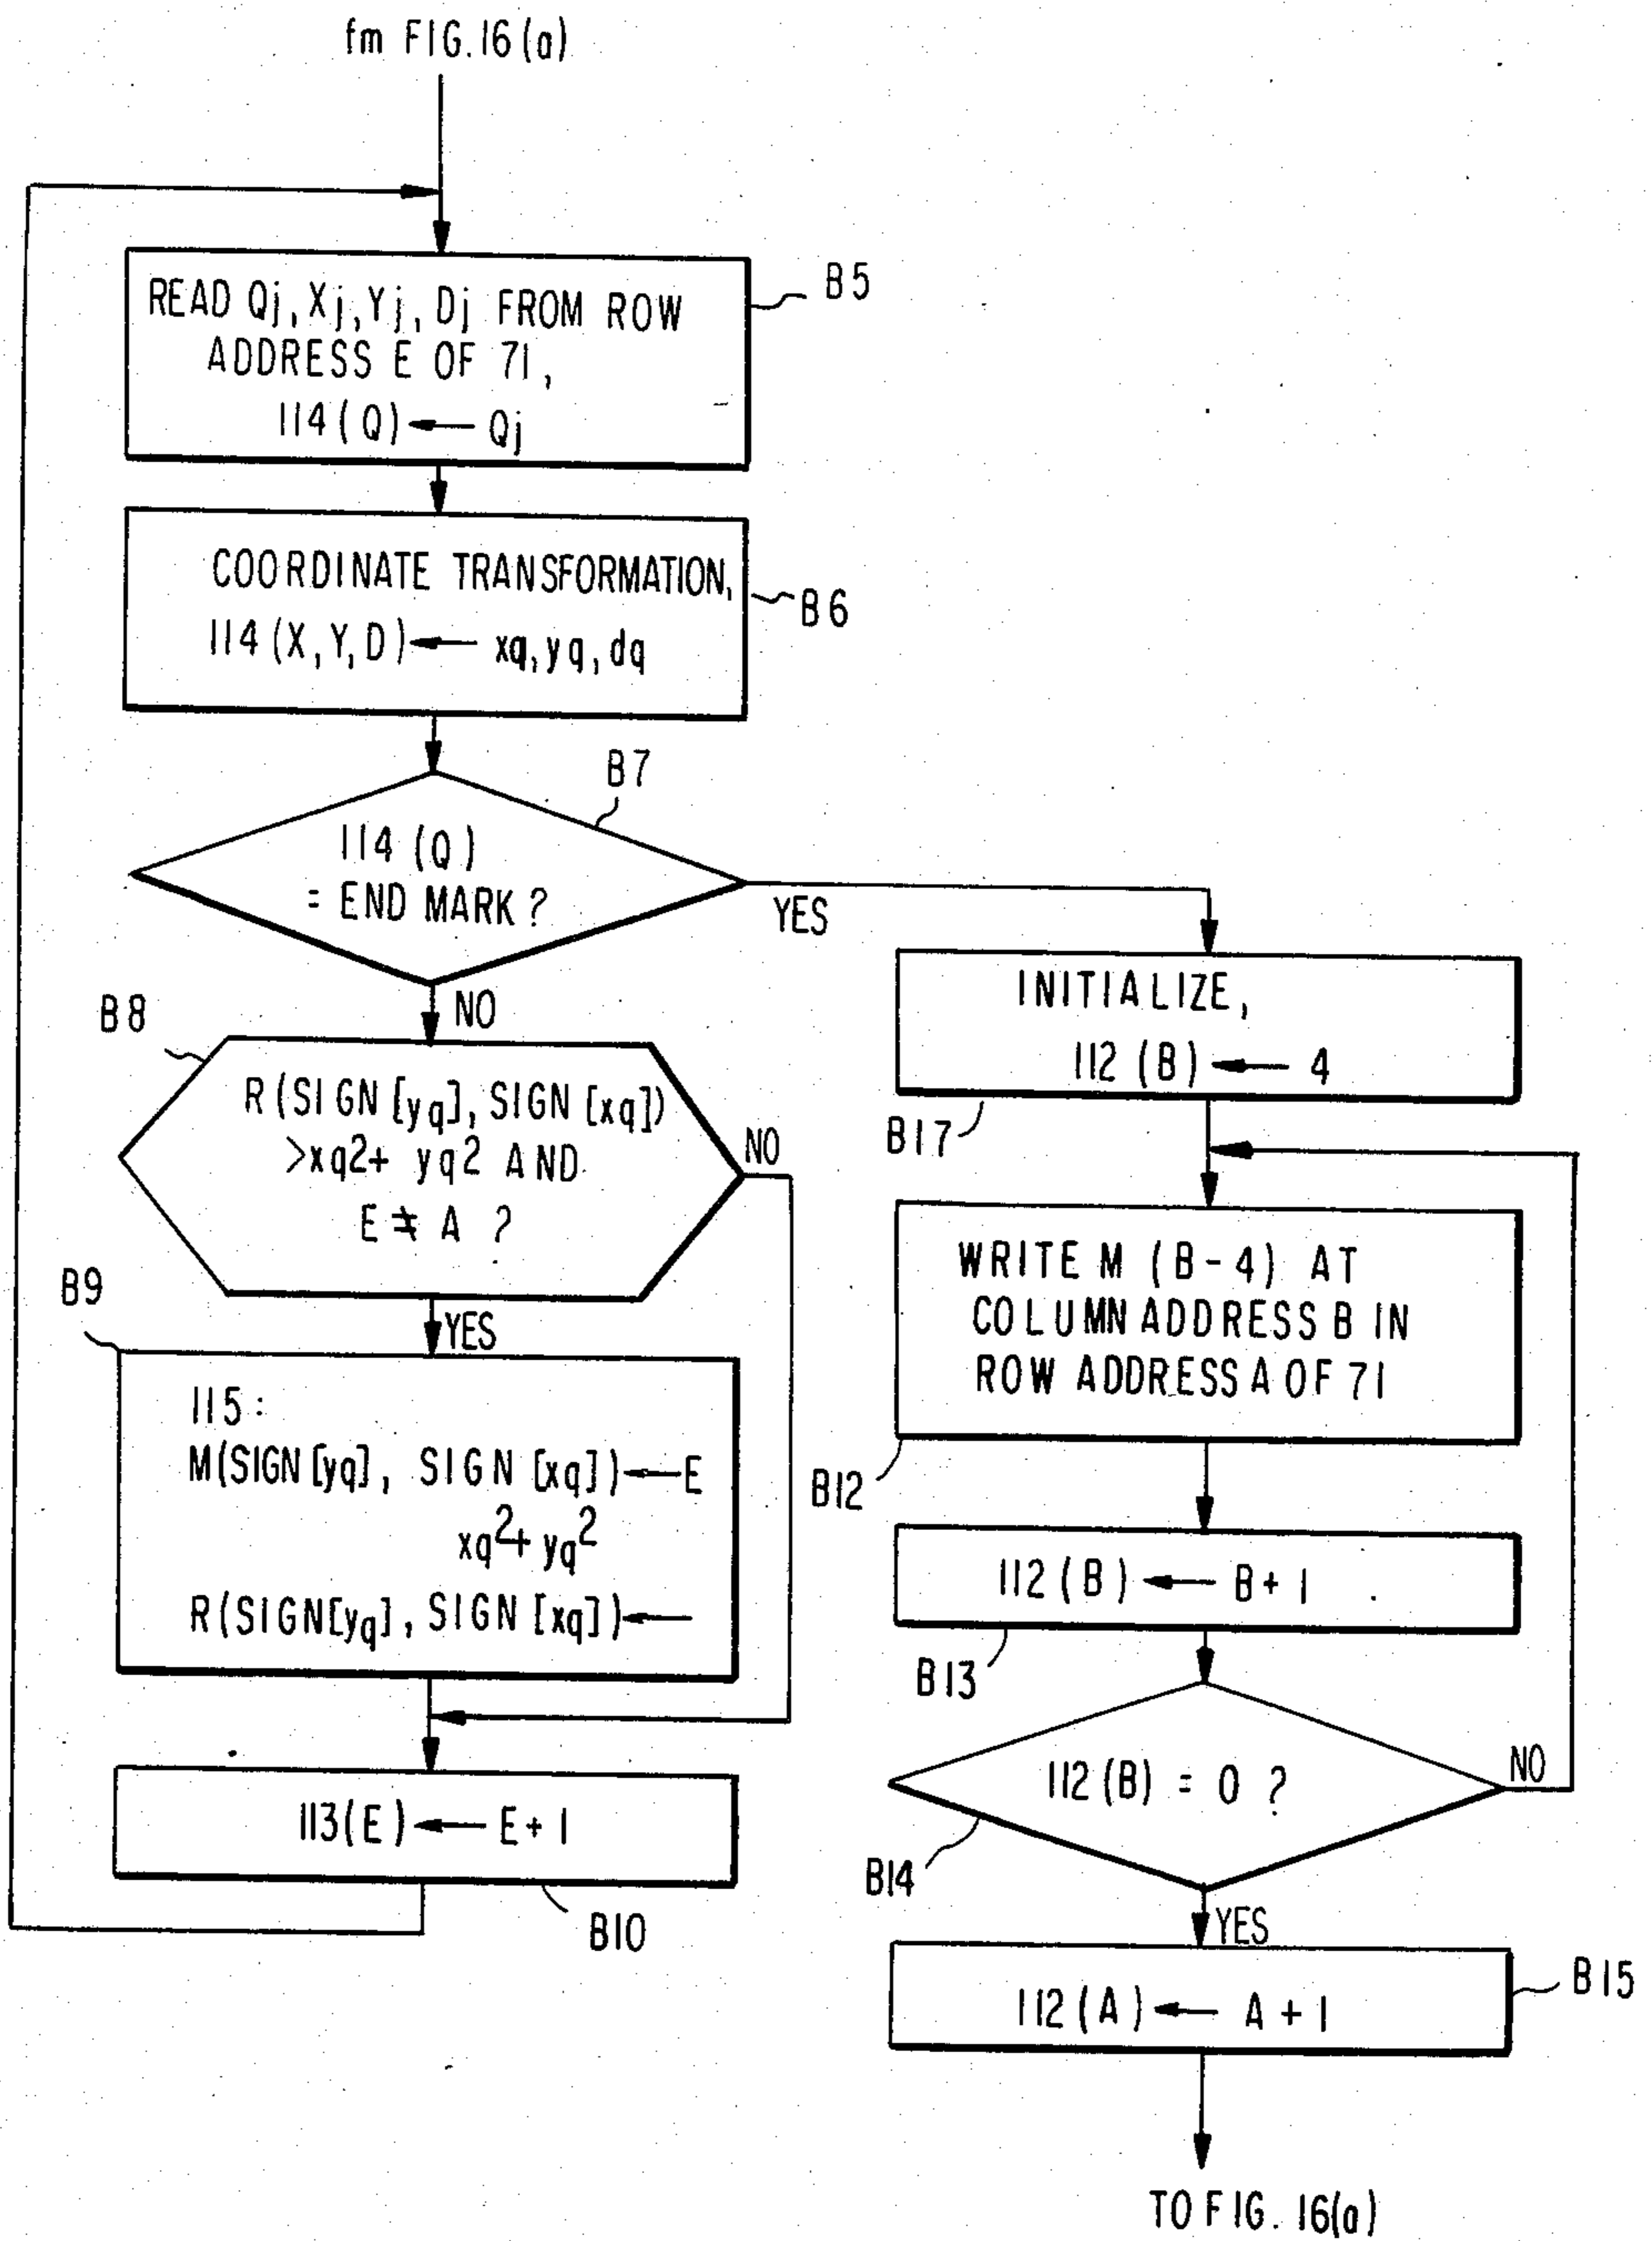 fm FIG.16(a)
B5
READ Qj, Xj, Yj, Dj FROM ROW
ADDRESS E OF 71,
114(Q) ← Qj
COORDINATE TRANSFORMATION,
114(X,Y,D) ← xq, yq, dq
B6
B7
114(Q)
= END MARK?
YES
NO
B8
R(SIGN[yq], SIGN[xq])
>xq2+ yq2 AND
E ≠ A ?
NO
YES
B9
115:
M(SIGN[yq], SIGN[xq])←E
xq²+ yq²
R(SIGN[yq], SIGN[xq])←
113(E) ← E+1
B10
INITIALIZE,
112(B) ← 4
B17
WRITE M (B-4) AT
COLUMN ADDRESS B IN
ROW ADDRESS A OF 71
B12
112(B) ← B+1
B13
112(B) = 0 ?
NO
B14
YES
112(A) ← A+1
B15
TO FIG. 16(a)